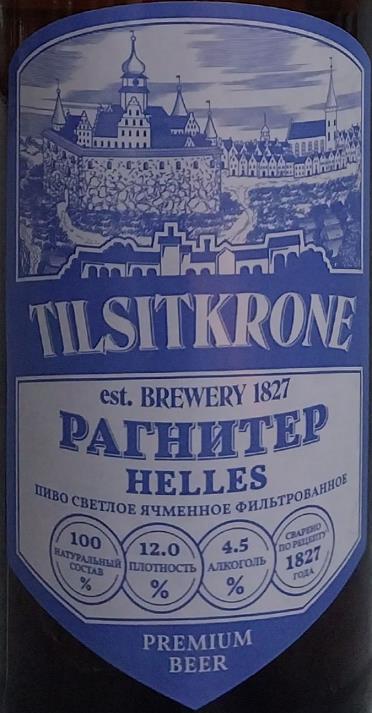 TILSITKRONE
est. BREWERY 1827
РАГНИТЕР
HELLES
ПИВО СВЕТЛОЕ ЯЧМЕННОЕ ФИЛЬТРОВАННОЕ
100
НАТУРАЛЬНЫЙ
СОСТАВ
%
12.0
ПЛОТНОСТЬ
%
4.5
АЛКОГОЛЬ
%
СВАРЕНО
ПО РЕЦЕПТУ
1827
ГОДА
PREMIUM
BEER